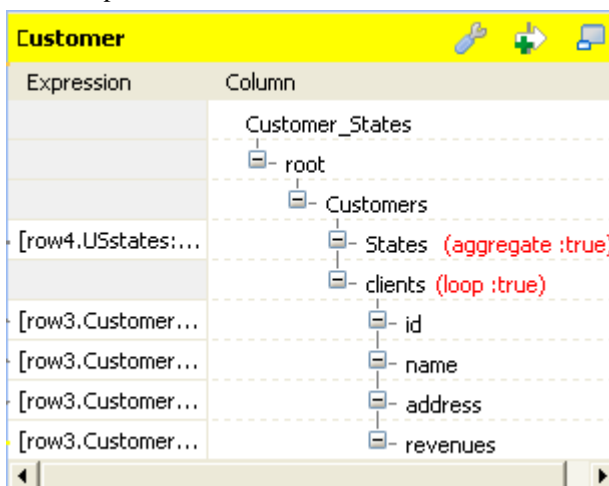 Customer
Expression Column
Customer_States
root
Customers
[row4.USstates:... States (aggregate :true)
clients (loop :true)
[row3.Customer... id
[row3.Customer... name
[row3.Customer... address
[row3.Customer... revenues